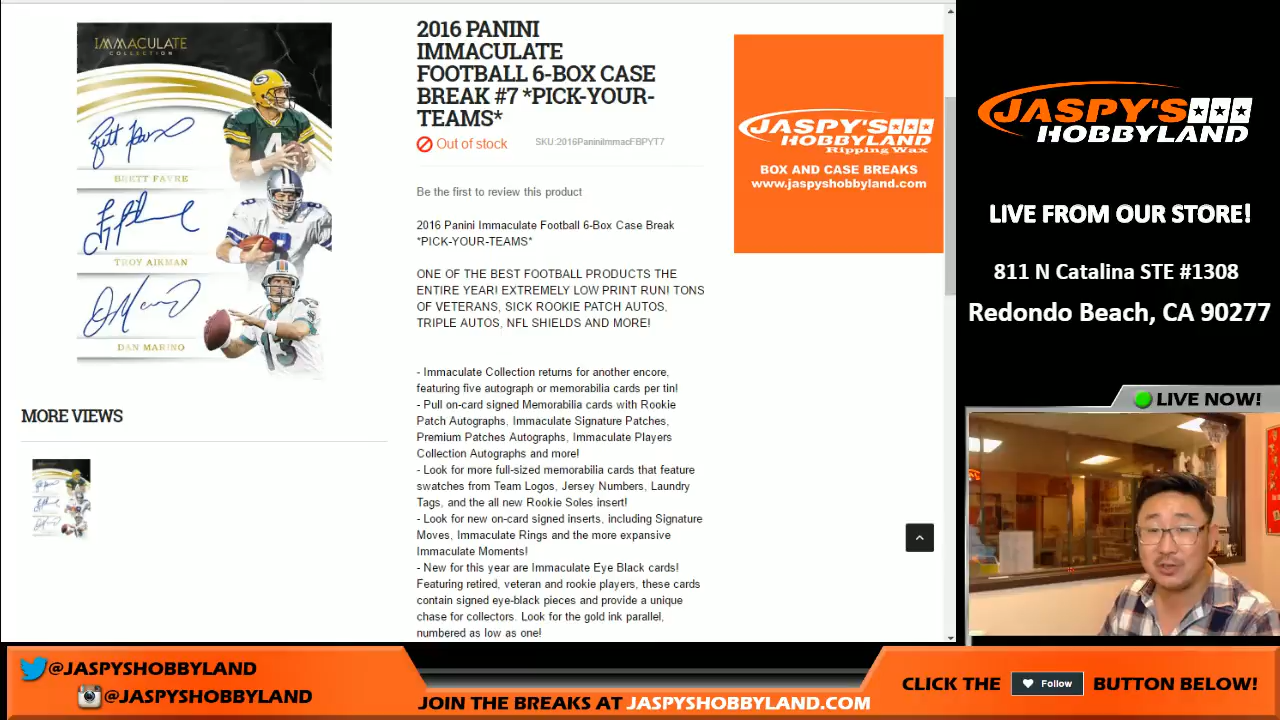 IMMACULATE
COLLECTION
BRETT FAVRE
TROY AIKMAN
DAN MARINO
MORE VIEWS
2016 PANINI
IMMACULATE
FOOTBALL 6-BOX CASE
BREAK #7 *PICK-YOUR-
TEAMS*
Out of stock
SKU:2016PaniniImmacFBPYT7
Be the first to review this product
2016 Panini Immaculate Football 6-Box Case Break
*PICK-YOUR-TEAMS*
ONE OF THE BEST FOOTBALL PRODUCTS THE
ENTIRE YEAR! EXTREMELY LOW PRINT RUN! TONS
OF VETERANS, SICK ROOKIE PATCH AUTOS,
TRIPLE AUTOS, NFL SHIELDS AND MORE!
- Immaculate Collection returns for another encore,
featuring five autograph or memorabilia cards per tin!
- Pull on-card signed Memorabilia cards with Rookie
Patch Autographs, Immaculate Signature Patches,
Premium Patches Autographs, Immaculate Players
Collection Autographs and more!
- Look for more full-sized memorabilia cards that feature
swatches from Team Logos, Jersey Numbers, Laundry
Tags, and the all new Rookie Soles insert!
- Look for new on-card signed inserts, including Signature
Moves, Immaculate Rings and the more expansive
Immaculate Moments!
- New for this year are Immaculate Eye Black cards!
Featuring retired, veteran and rookie players, these cards
contain signed eye-black pieces and provide a unique
chase for collectors. Look for the gold ink parallel,
numbered as low as one!
JASPY'S
HOBBYLAND
Ripping Wax
BOX AND CASE BREAKS
www.jaspyshobbyland.com
JASPY'S
HOBBYLAND
LIVE FROM OUR STORE!
811 N Catalina STE #1308
Redondo Beach, CA 90277
LIVE NOW!
@JASPYSHOBBYLAND
@JASPYSHOBBYLAND
JOIN THE BREAKS AT JASPYSHOBBYLAND.COM
CLICK THE Follow BUTTON BELOW!